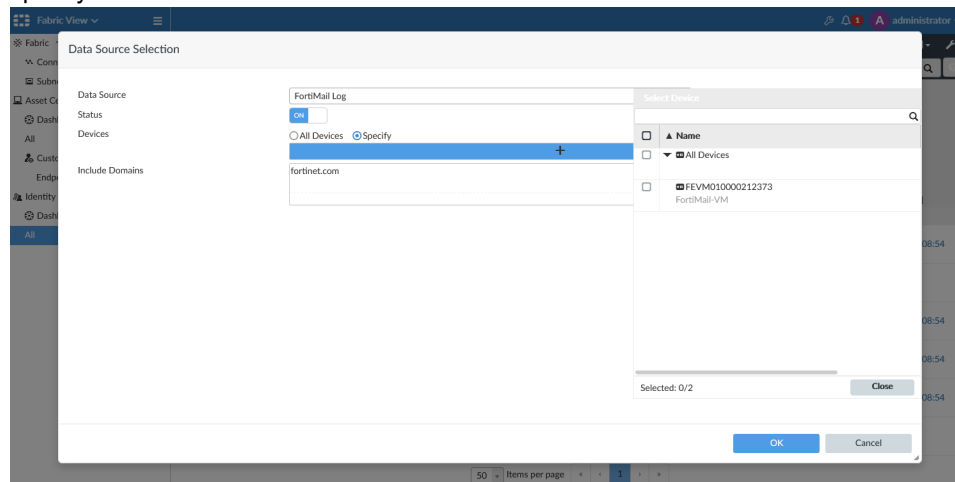 Fabric View
1
A
administrator
Fabric
Data Source Selection
Conn
Subn
Asset Ce
Dash
All
Custo
Endp
Identity
Dash
All
Data Source
FortiMail Log
Select Device
Status
ON
Devices
All Devices
Specify
+
Name
All Devices
Include Domains
fortinet.com
FEVM010000212373
FortiMail-VM
08:54
08:54
08:54
08:54
Selected: 0/2
Close
OK
Cancel
50
Items per page
1